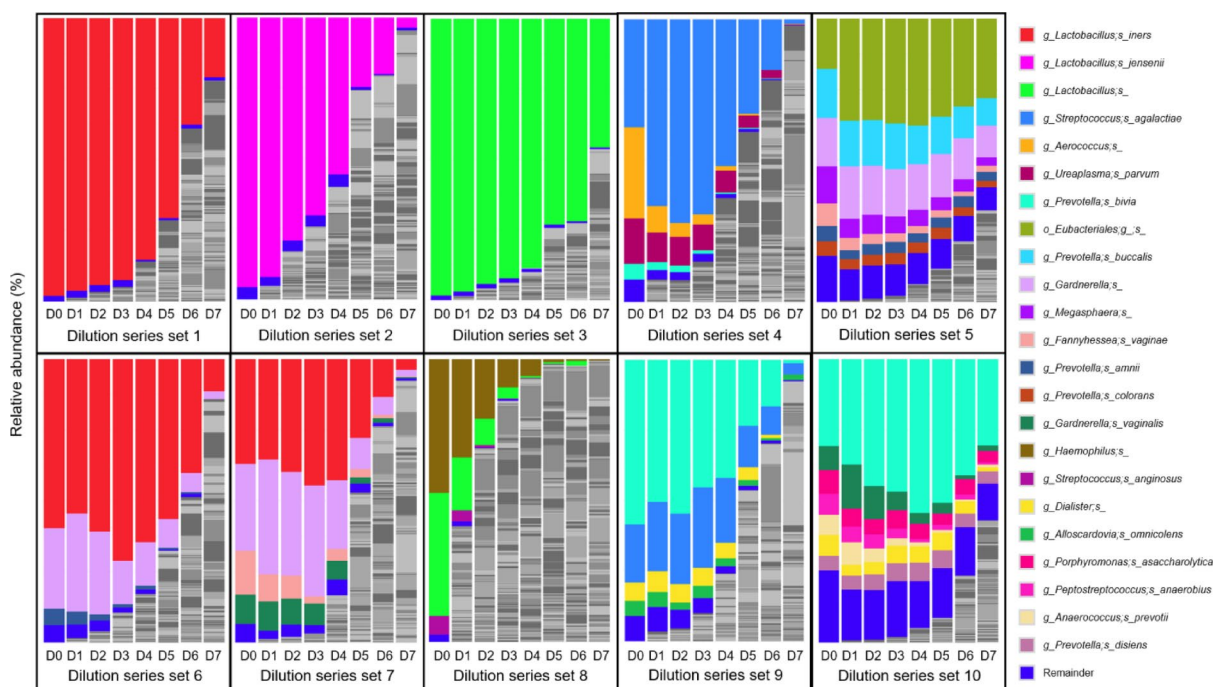 Relative abundance (%)
D0 D1 D2 D3 D4 D5 D6 D7
Dilution series set 1
D0 D1 D2 D3 D4 D5 D6 D7
Dilution series set 2
D0 D1 D2 D3 D4 D5 D6 D7
Dilution series set 3
D0 D1 D2 D3 D4 D5 D6 D7
Dilution series set 4
D0 D1 D2 D3 D4 D5 D6 D7
Dilution series set 5
D0 D1 D2 D3 D4 D5 D6 D7
Dilution series set 6
D0 D1 D2 D3 D4 D5 D6 D7
Dilution series set 7
D0 D1 D2 D3 D4 D5 D6 D7
Dilution series set 8
D0 D1 D2 D3 D4 D5 D6 D7
Dilution series set 9
D0 D1 D2 D3 D4 D5 D6 D7
Dilution series set 10
g_Lactobacillus;s_iners
g_Lactobacillus;s_jensenii
g_Lactobacillus;s_
g_Streptococcus;s_agalactiae
g_Aerococcus;s_
g_Ureaplasma;s_parvum
g_Prevotella;s_bivia
o_Eubacteriales;g_;s_
g_Prevotella;s_buccalis
g_Gardnerella;s_
g_Megasphaera;s_
g_Fannyhessea;s_vaginae
g_Prevotella;s_amnii
g_Prevotella;s_colorans
g_Gardnerella;s_vaginalis
g_Haemophilus;s_
g_Streptococcus;s_anginosus
g_Dialister;s_
g_Alloscardovia;s_omnicolens
g_Porphyromonas;s_asaccharolytica
g_Peptostreptococcus;s_anaerobius
g_Anaerococcus;s_prevotii
g_Prevotella;s_disiens
Remainder